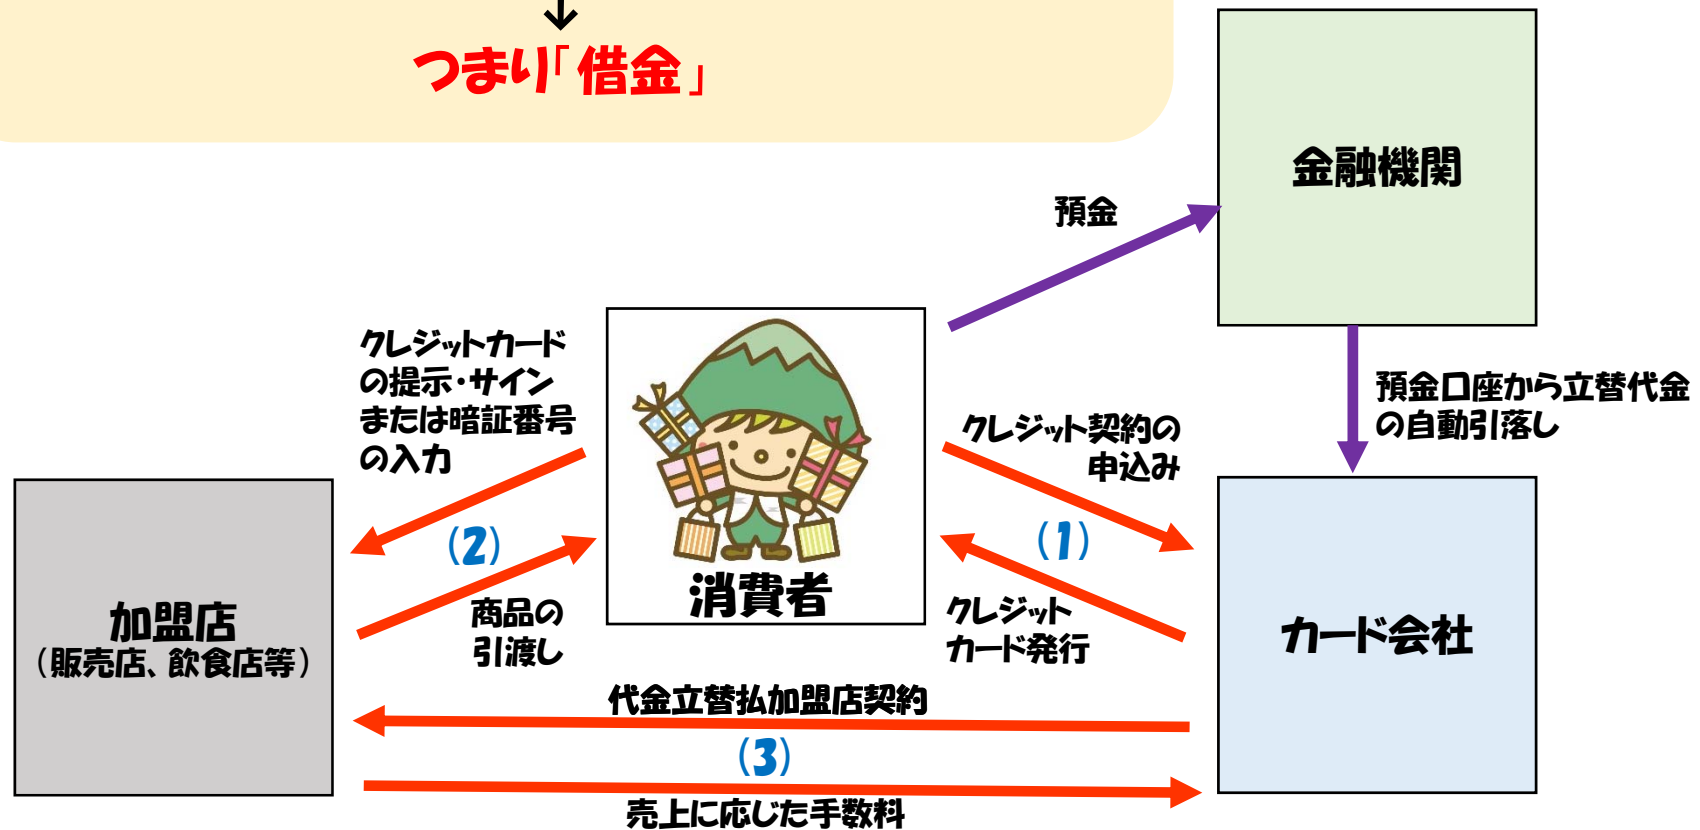 ↓
つまり「借金」
金融機関
預金
預金口座から立替代金
の自動引落し
クレジットカード
の提示・サイン
または暗証番号
の入力
クレジット契約の
申込み
(2)
(1)
商品の
引渡し
消費者
クレジット
カード発行
加盟店
（販売店、飲食店等）
カード会社
代金立替払加盟店契約
(3)
売上に応じた手数料